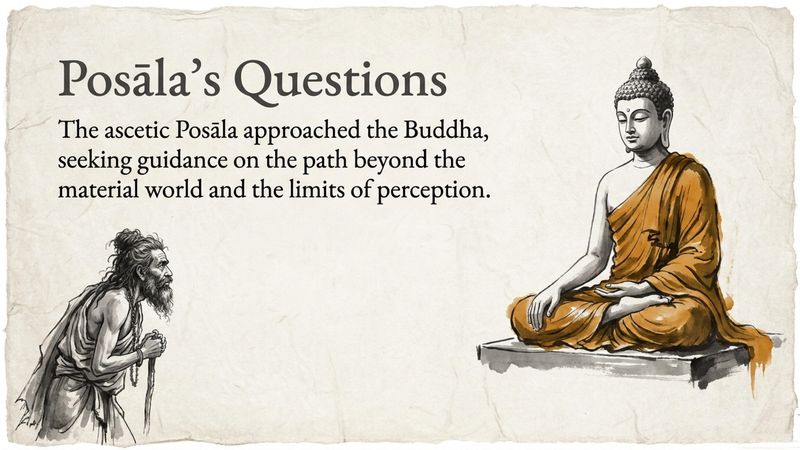 Posāla’s Questions
The ascetic Posāla approached the Buddha,
seeking guidance on the path beyond the
material world and the limits of perception.